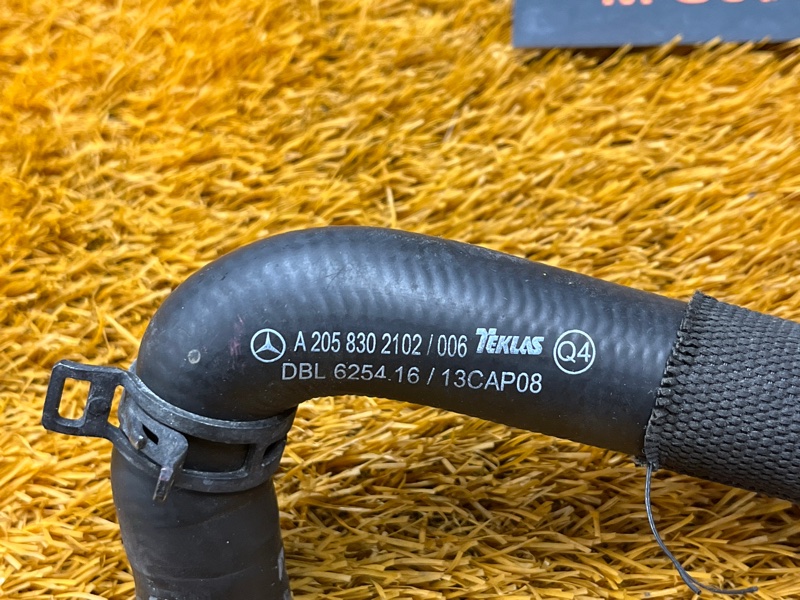 A 205 830 2102 / 006 TEKLAS Q4
DBL 6254.16 / 13CAP08